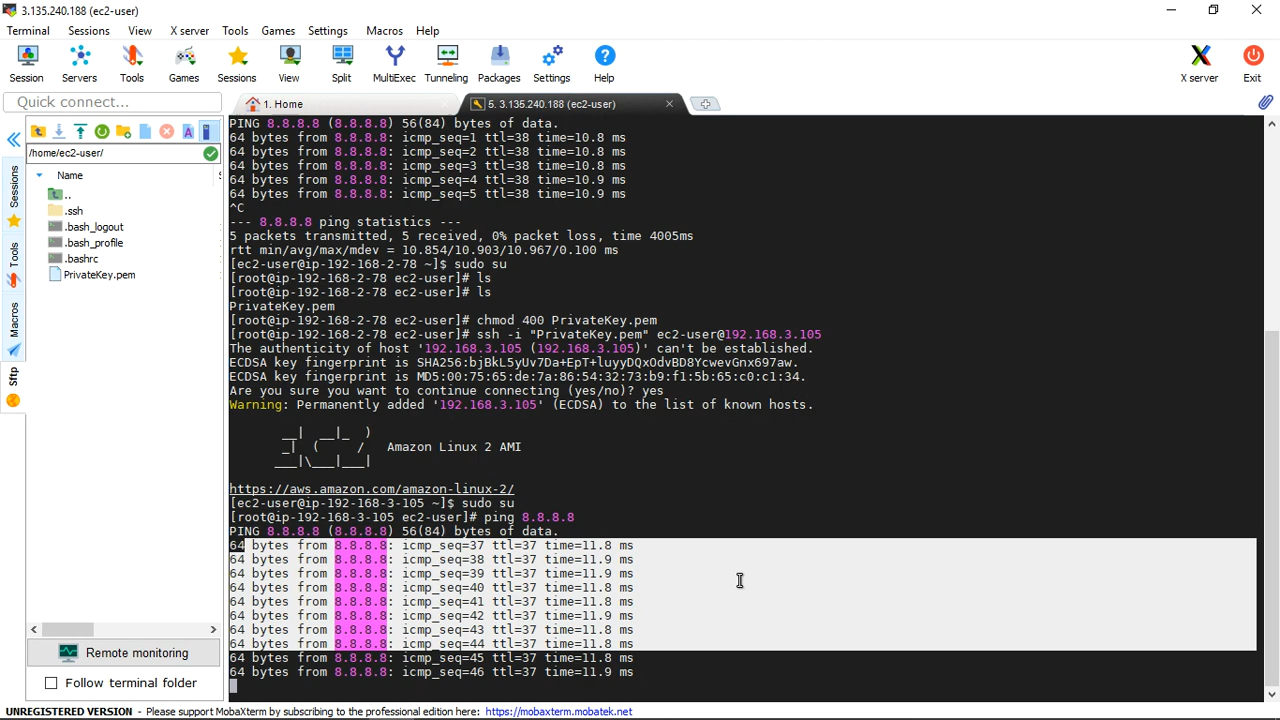 3.135.240.188 (ec2-user)
Terminal Sessions View X server Tools Games Settings Macros Help
Session Servers Tools Games Sessions View Split MultiExec Tunneling Packages Settings Help X server Exit
Quick connect...
1. Home
5. 3.135.240.188 (ec2-user)
/home/ec2-user/
Name
..
.ssh
.bash_logout
.bash_profile
.bashrc
PrivateKey.pem
Sessions
Tools
Macros
Sftp
Remote monitoring
Follow terminal folder
PING 8.8.8.8 (8.8.8.8) 56(84) bytes of data.
64 bytes from 8.8.8.8: icmp_seq=1 ttl=38 time=10.8 ms
64 bytes from 8.8.8.8: icmp_seq=2 ttl=38 time=10.8 ms
64 bytes from 8.8.8.8: icmp_seq=3 ttl=38 time=10.8 ms
64 bytes from 8.8.8.8: icmp_seq=4 ttl=38 time=10.9 ms
64 bytes from 8.8.8.8: icmp_seq=5 ttl=38 time=10.9 ms
^C
--- 8.8.8.8 ping statistics ---
5 packets transmitted, 5 received, 0% packet loss, time 4005ms
rtt min/avg/max/mdev = 10.854/10.903/10.967/0.100 ms
[ec2-user@ip-192-168-2-78 ~]$ sudo su
[root@ip-192-168-2-78 ec2-user]# ls
[root@ip-192-168-2-78 ec2-user]# ls
PrivateKey.pem
[root@ip-192-168-2-78 ec2-user]# chmod 400 PrivateKey.pem
[root@ip-192-168-2-78 ec2-user]# ssh -i "PrivateKey.pem" ec2-user@192.168.3.105
The authenticity of host '192.168.3.105 (192.168.3.105)' can't be established.
ECDSA key fingerprint is SHA256:bjBkL5yUv7Da+EpT+luyyDQxOdvBD8YcwevGnx697aw.
ECDSA key fingerprint is MD5:00:75:65:de:7a:86:54:32:73:b9:f1:5b:65:c0:c1:34.
Are you sure you want to continue connecting (yes/no)? yes
Warning: Permanently added '192.168.3.105' (ECDSA) to the list of known hosts.
__| __|_ )
_| ( / Amazon Linux 2 AMI
___|\___|___|
https://aws.amazon.com/amazon-linux-2/
[ec2-user@ip-192-168-3-105 ~]$ sudo su
[root@ip-192-168-3-105 ec2-user]# ping 8.8.8.8
PING 8.8.8.8 (8.8.8.8) 56(84) bytes of data.
64 bytes from 8.8.8.8: icmp_seq=37 ttl=37 time=11.8 ms
64 bytes from 8.8.8.8: icmp_seq=38 ttl=37 time=11.9 ms
64 bytes from 8.8.8.8: icmp_seq=39 ttl=37 time=11.8 ms
64 bytes from 8.8.8.8: icmp_seq=40 ttl=37 time=11.8 ms
64 bytes from 8.8.8.8: icmp_seq=41 ttl=37 time=11.8 ms
64 bytes from 8.8.8.8: icmp_seq=42 ttl=37 time=11.9 ms
64 bytes from 8.8.8.8: icmp_seq=43 ttl=37 time=11.8 ms
64 bytes from 8.8.8.8: icmp_seq=44 ttl=37 time=11.8 ms
64 bytes from 8.8.8.8: icmp_seq=45 ttl=37 time=11.8 ms
64 bytes from 8.8.8.8: icmp_seq=46 ttl=37 time=11.9 ms
UNREGISTERED VERSION - Please support MobaXterm by subscribing to the professional edition here: https://mobaxterm.mobatek.net